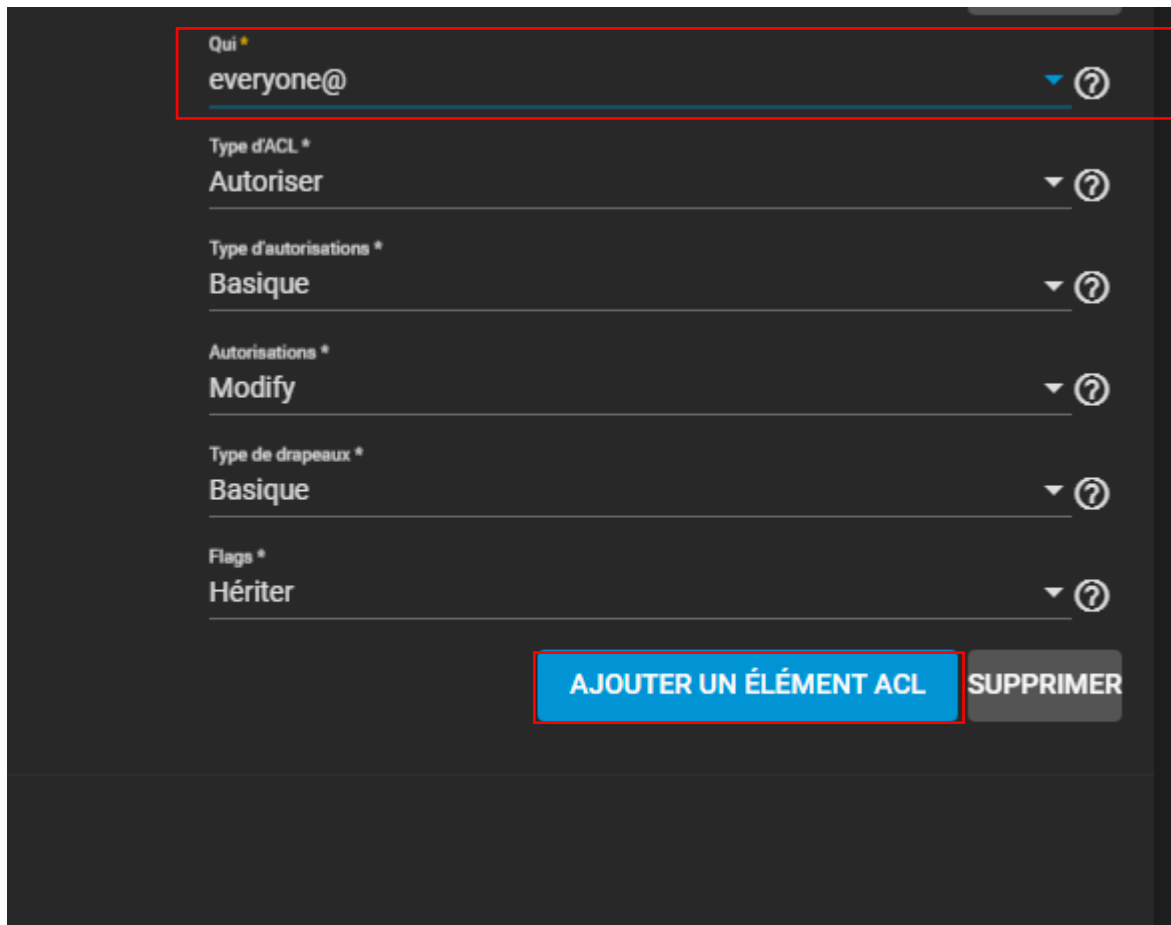 Qui *
everyone@
Type d'ACL *
Autoriser
Type d'autorisations *
Basique
Autorisations *
Modify
Type de drapeaux *
Basique
Flags *
Hériter
AJOUTER UN ÉLÉMENT ACL SUPPRIMER